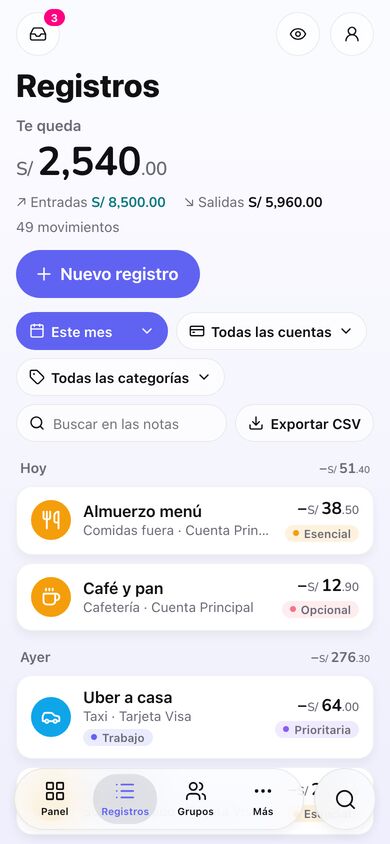 3
Registros
Te queda
S/ 2,540.00
Entradas S/ 8,500.00 Salidas S/ 5,960.00
49 movimientos
Nuevo registro
Este mes Todas las cuentas
Todas las categorías
Buscar en las notas Exportar CSV
Hoy −S/ 51.40
Almuerzo menú −S/ 38.50
Comidas fuera · Cuenta Prin... Esencial
Café y pan −S/ 12.90
Cafetería · Cuenta Principal Opcional
Ayer −S/ 276.30
Uber a casa −S/ 64.00
Taxi · Tarjeta Visa Prioritaria
Trabajo
Panel Registros Grupos Más